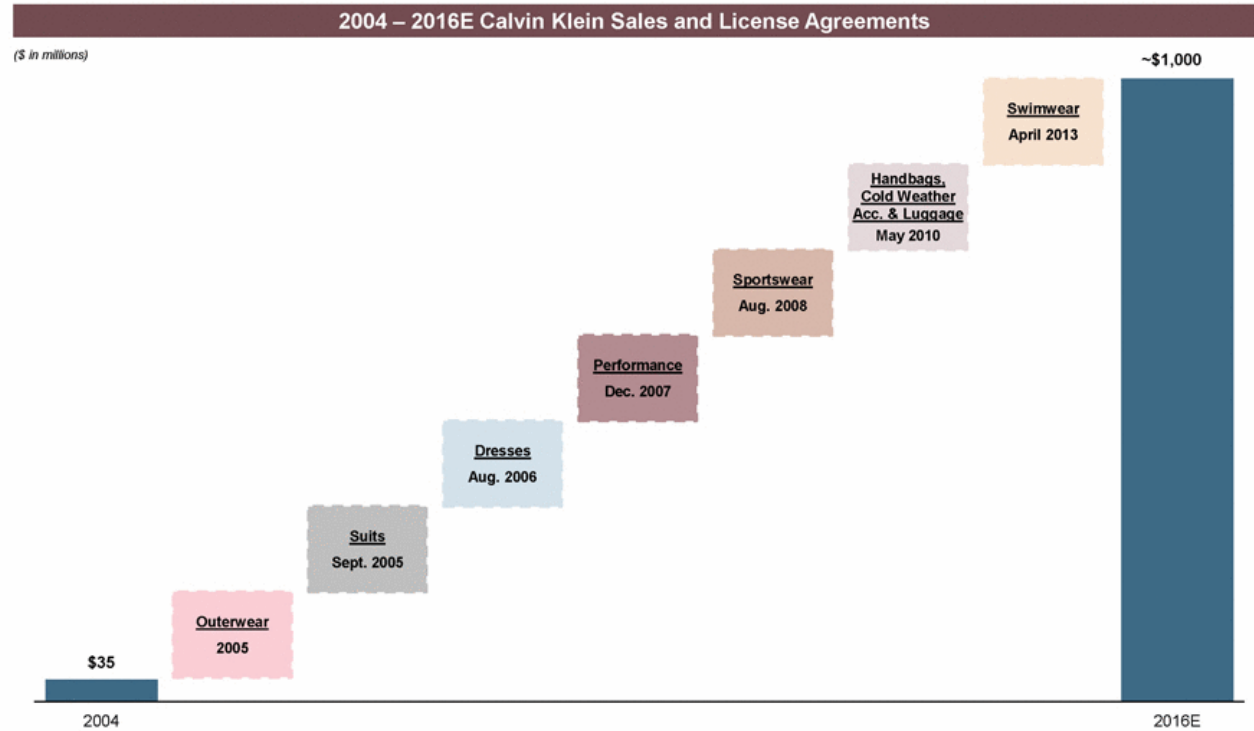 2004 – 2016E Calvin Klein Sales and License Agreements
($ in millions)
~$1,000
Swimwear
April 2013
Handbags,
Cold Weather
Acc. & Luggage
May 2010
Sportswear
Aug. 2008
Performance
Dec. 2007
Dresses
Aug. 2006
Suits
Sept. 2005
Outerwear
2005
$35
2004
2016E